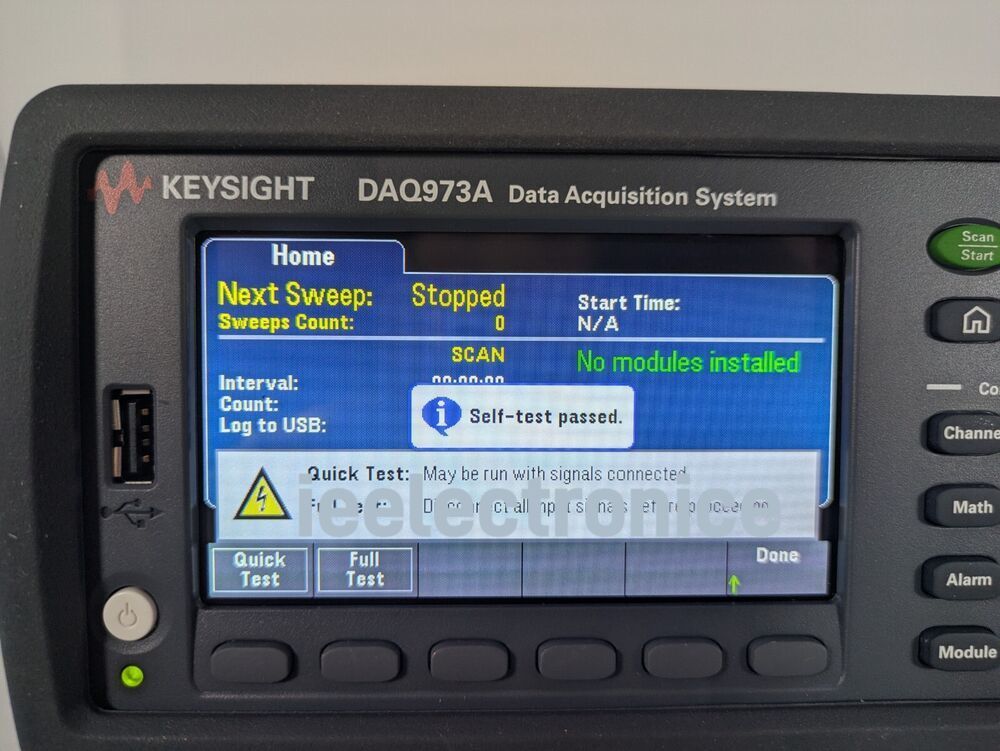 KEYSIGHT DAQ973A Data Acquisition System
Home
Next Sweep: Stopped
Sweeps Count: 0
Start Time:
N/A
SCAN
No modules installed
Interval:
Count:
Log to USB:
Self-test passed.
Quick Test: May be run with signals connected.
ieelectronics
Quick Test
Full Test
Done
Scan
Start
Channel
Math
Alarm
Module